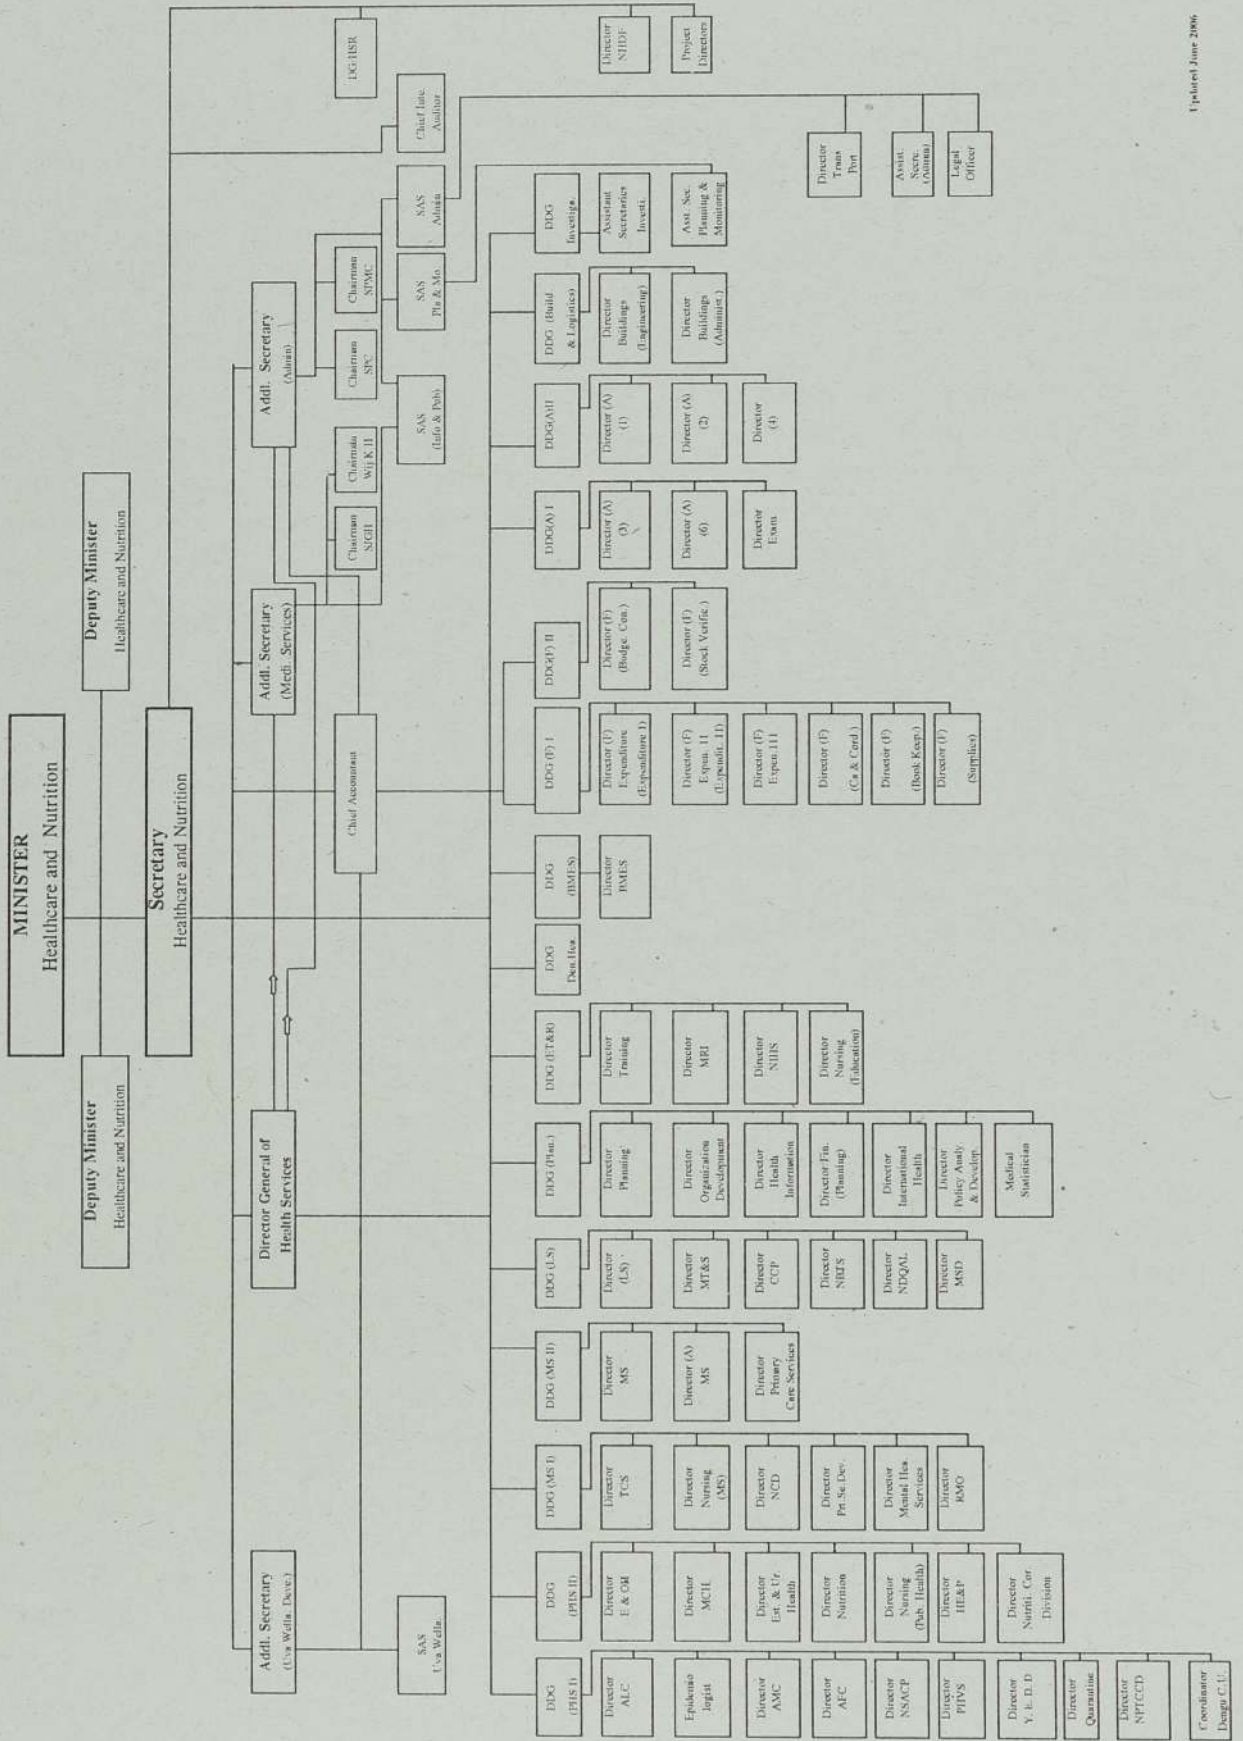 MINISTER
Healthcare and Nutrition
Deputy Minister
Healthcare and Nutrition
Deputy Minister
Healthcare and Nutrition
Secretary
Healthcare and Nutrition
Addl. Secretary
(Uva Wella. Deve.)
Director General of
Health Services
Addl. Secretary
(Medi. Services)
Addl. Secretary
(Admin)
DG/HSR
Chairman
SJGH
Chairman
Wij K H
Chairman
SPC
Chairman
SPMC
Chief Accountant
SAS
Uva Wella.
SAS
(Info & Pub)
SAS
Pla & Mo.
SAS
Admin
Chief Inte.
Auditor
DDG
(PHS I)
DDG
(PHS II)
DDG (MS I)
DDG (MS II)
DDG (LS)
DDG (Plan.)
DDG (ET&R)
DDG
Den.Hea.
DDG
(BMES)
DDG (F) I
DDG(F) II
DDG(A) I
DDG(A)II
DDG (Build
& Logistics)
DDG
Investiga.
Director
ALC
Epidemio
logist
Director
AMC
Director
AFC
Director
NSACP
Director
PHVS
Director
Y. E. D. D
Director
Quarantine
Director
NPTCCD
Coordinator
Dengu C.U.
Director
E & OH
Director
MCH.
Director
Est. & Ur.
Health
Director
Nutrition
Director
Nursing
(Pub. Health)
Director
HE&P
Director
Nutriti. Cor.
Division
Director
TCS
Director
Nursing
(MS)
Director
NCD
Director
Prt .Se. Dev.
Director
Mental Hea.
Services
Director
RMO
Director
MS
Director (A)
MS
Director
Primary
Care Services
Director
(LS)
Director
MT&S
Director
CCP
Director
NBTS
Director
NDQAL
Director
MSD
Director
Planning
Director
Organization
Development
Director
Health
Information
Director Fin.
(Planning)
Director
International
Health
Director
Policy Analy.
& Develop.
Medical
Statistician
Director
Training
Director
MRI
Director
NIHS
Director
Nursing
(Education)
Director
BMES
Director (F)
Expenditure
(Expenditure 1)
Director (F)
Expen. 11
(Expendit. 11)
Director (F)
Expen.111
Director (F)
(Ca & Cord.)
Director (F)
(Book Keep.)
Director (F)
(Supplies)
Director (F)
(Budge. Con.)
Director (F)
(Stock Verific.)
Director (A)
(3)
Director (A)
(6)
Director
Exam
Director (A)
(1)
Director (A)
(2)
Director
(4)
Director
Buildings
(Engineering)
Director
Buildings
(Administ.)
Assistant
Secretaries
Investi.
Asst. Sec.
Planning &
Monitoring
Director
Trans
Port
Assist.
Secre.
(Admin)
Legal
Officer
Director
NHDF
Project
Directors
Updated June 2006